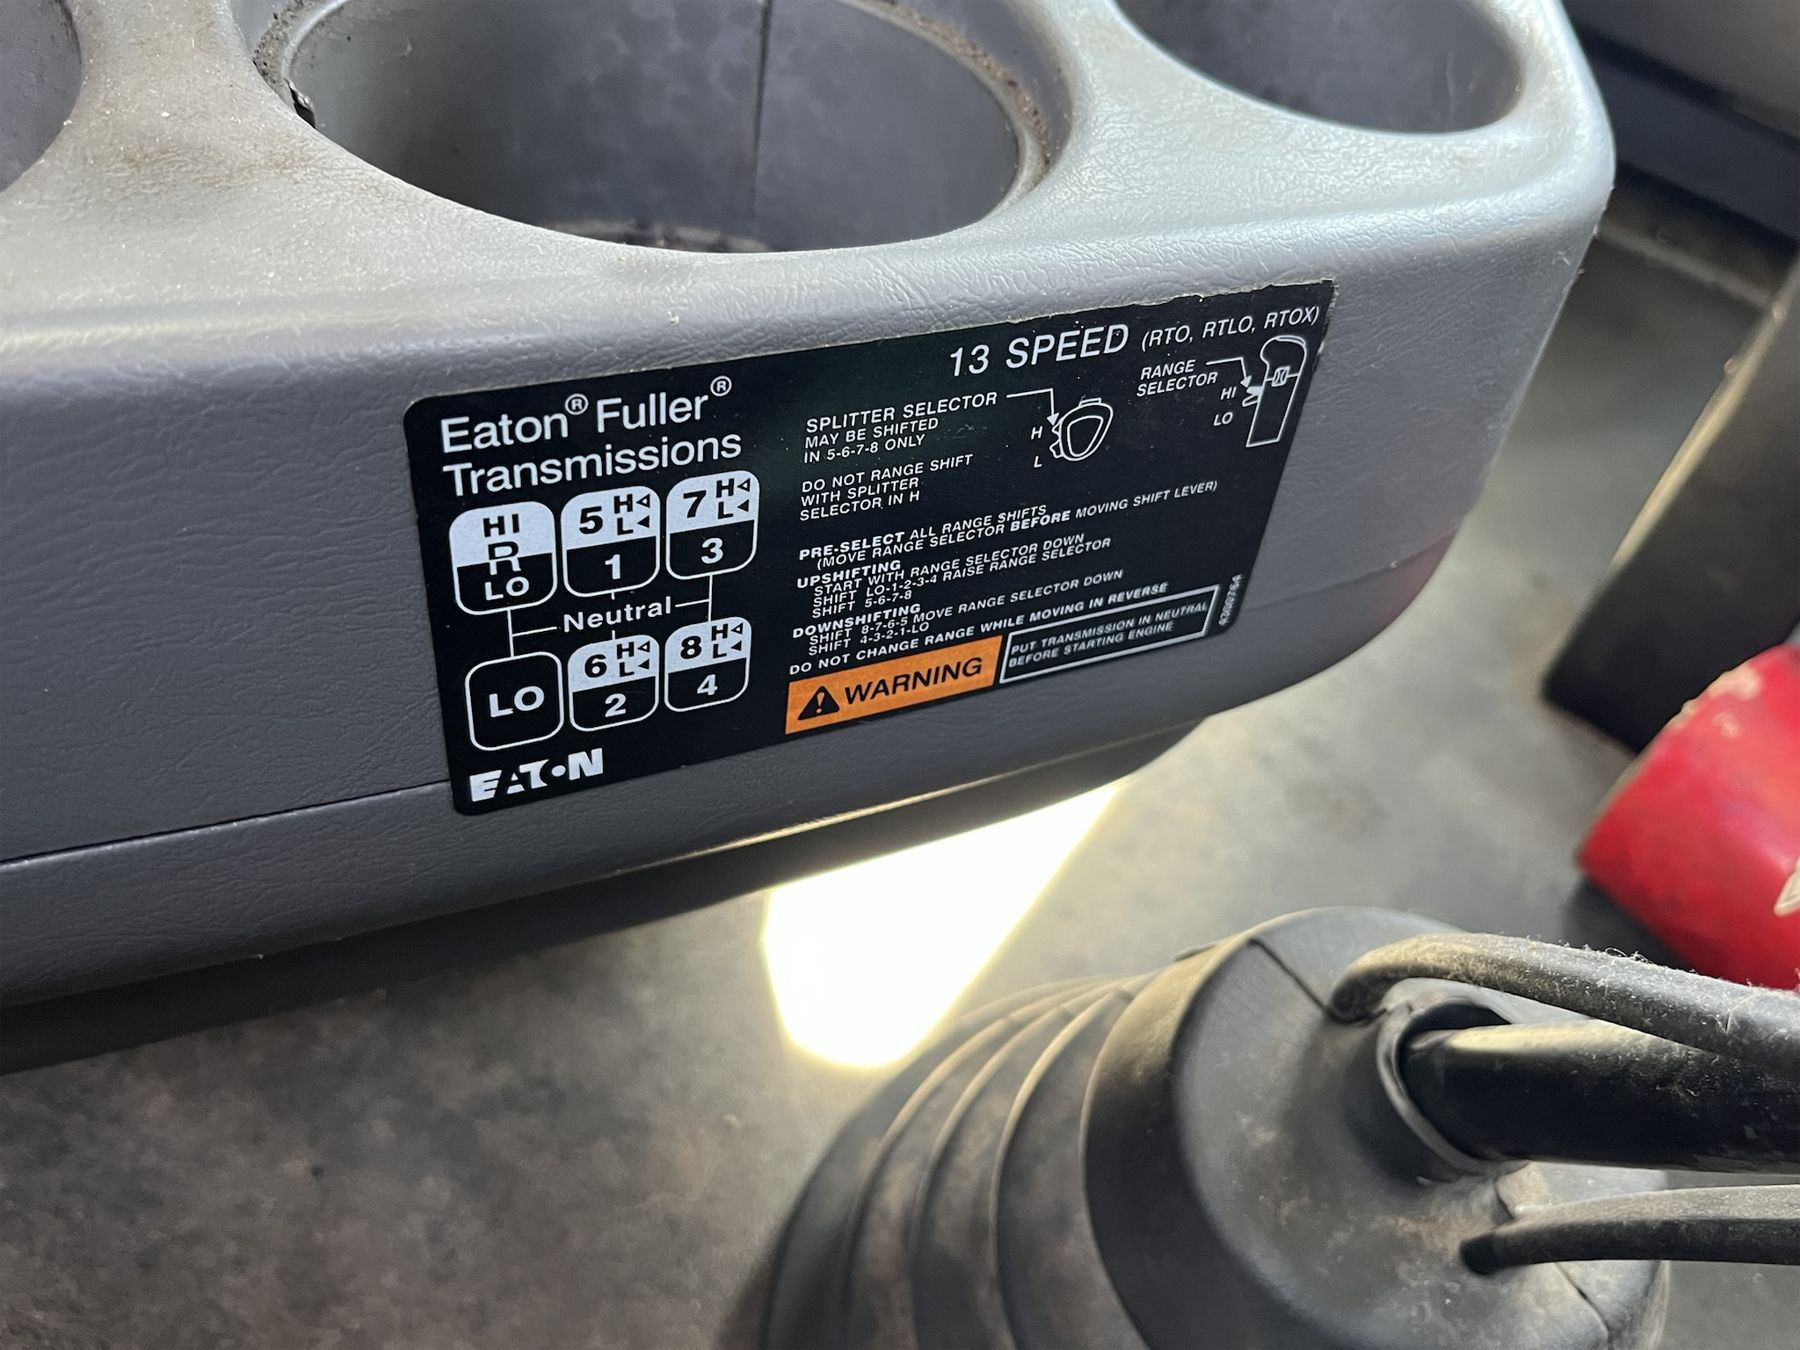 13 SPEED (RTO, RTLO, RTOX)
Eaton® Fuller®
Transmissions
HI
R
LO
5 H
L
1
7 H
L
3
Neutral
LO
6 H
L
2
8 H
L
4
EATON
SPLITTER SELECTOR
MAY BE SHIFTED
IN 5-6-7-8 ONLY
H
L
RANGE
SELECTOR
HI
LO
DO NOT RANGE SHIFT
WITH SPLITTER
SELECTOR IN H
PRE-SELECT ALL RANGE SHIFTS
(MOVE RANGE SELECTOR BEFORE MOVING SHIFT LEVER)
UPSHIFTING
START WITH RANGE SELECTOR DOWN
SHIFT LO-1-2-3-4 RAISE RANGE SELECTOR
SHIFT 5-6-7-8
DOWNSHIFTING
SHIFT 8-7-6-5 MOVE RANGE SELECTOR DOWN
SHIFT 4-3-2-1-LO
DO NOT CHANGE RANGE WHILE MOVING IN REVERSE
WARNING
PUT TRANSMISSION IN NEUTRAL
BEFORE STARTING ENGINE